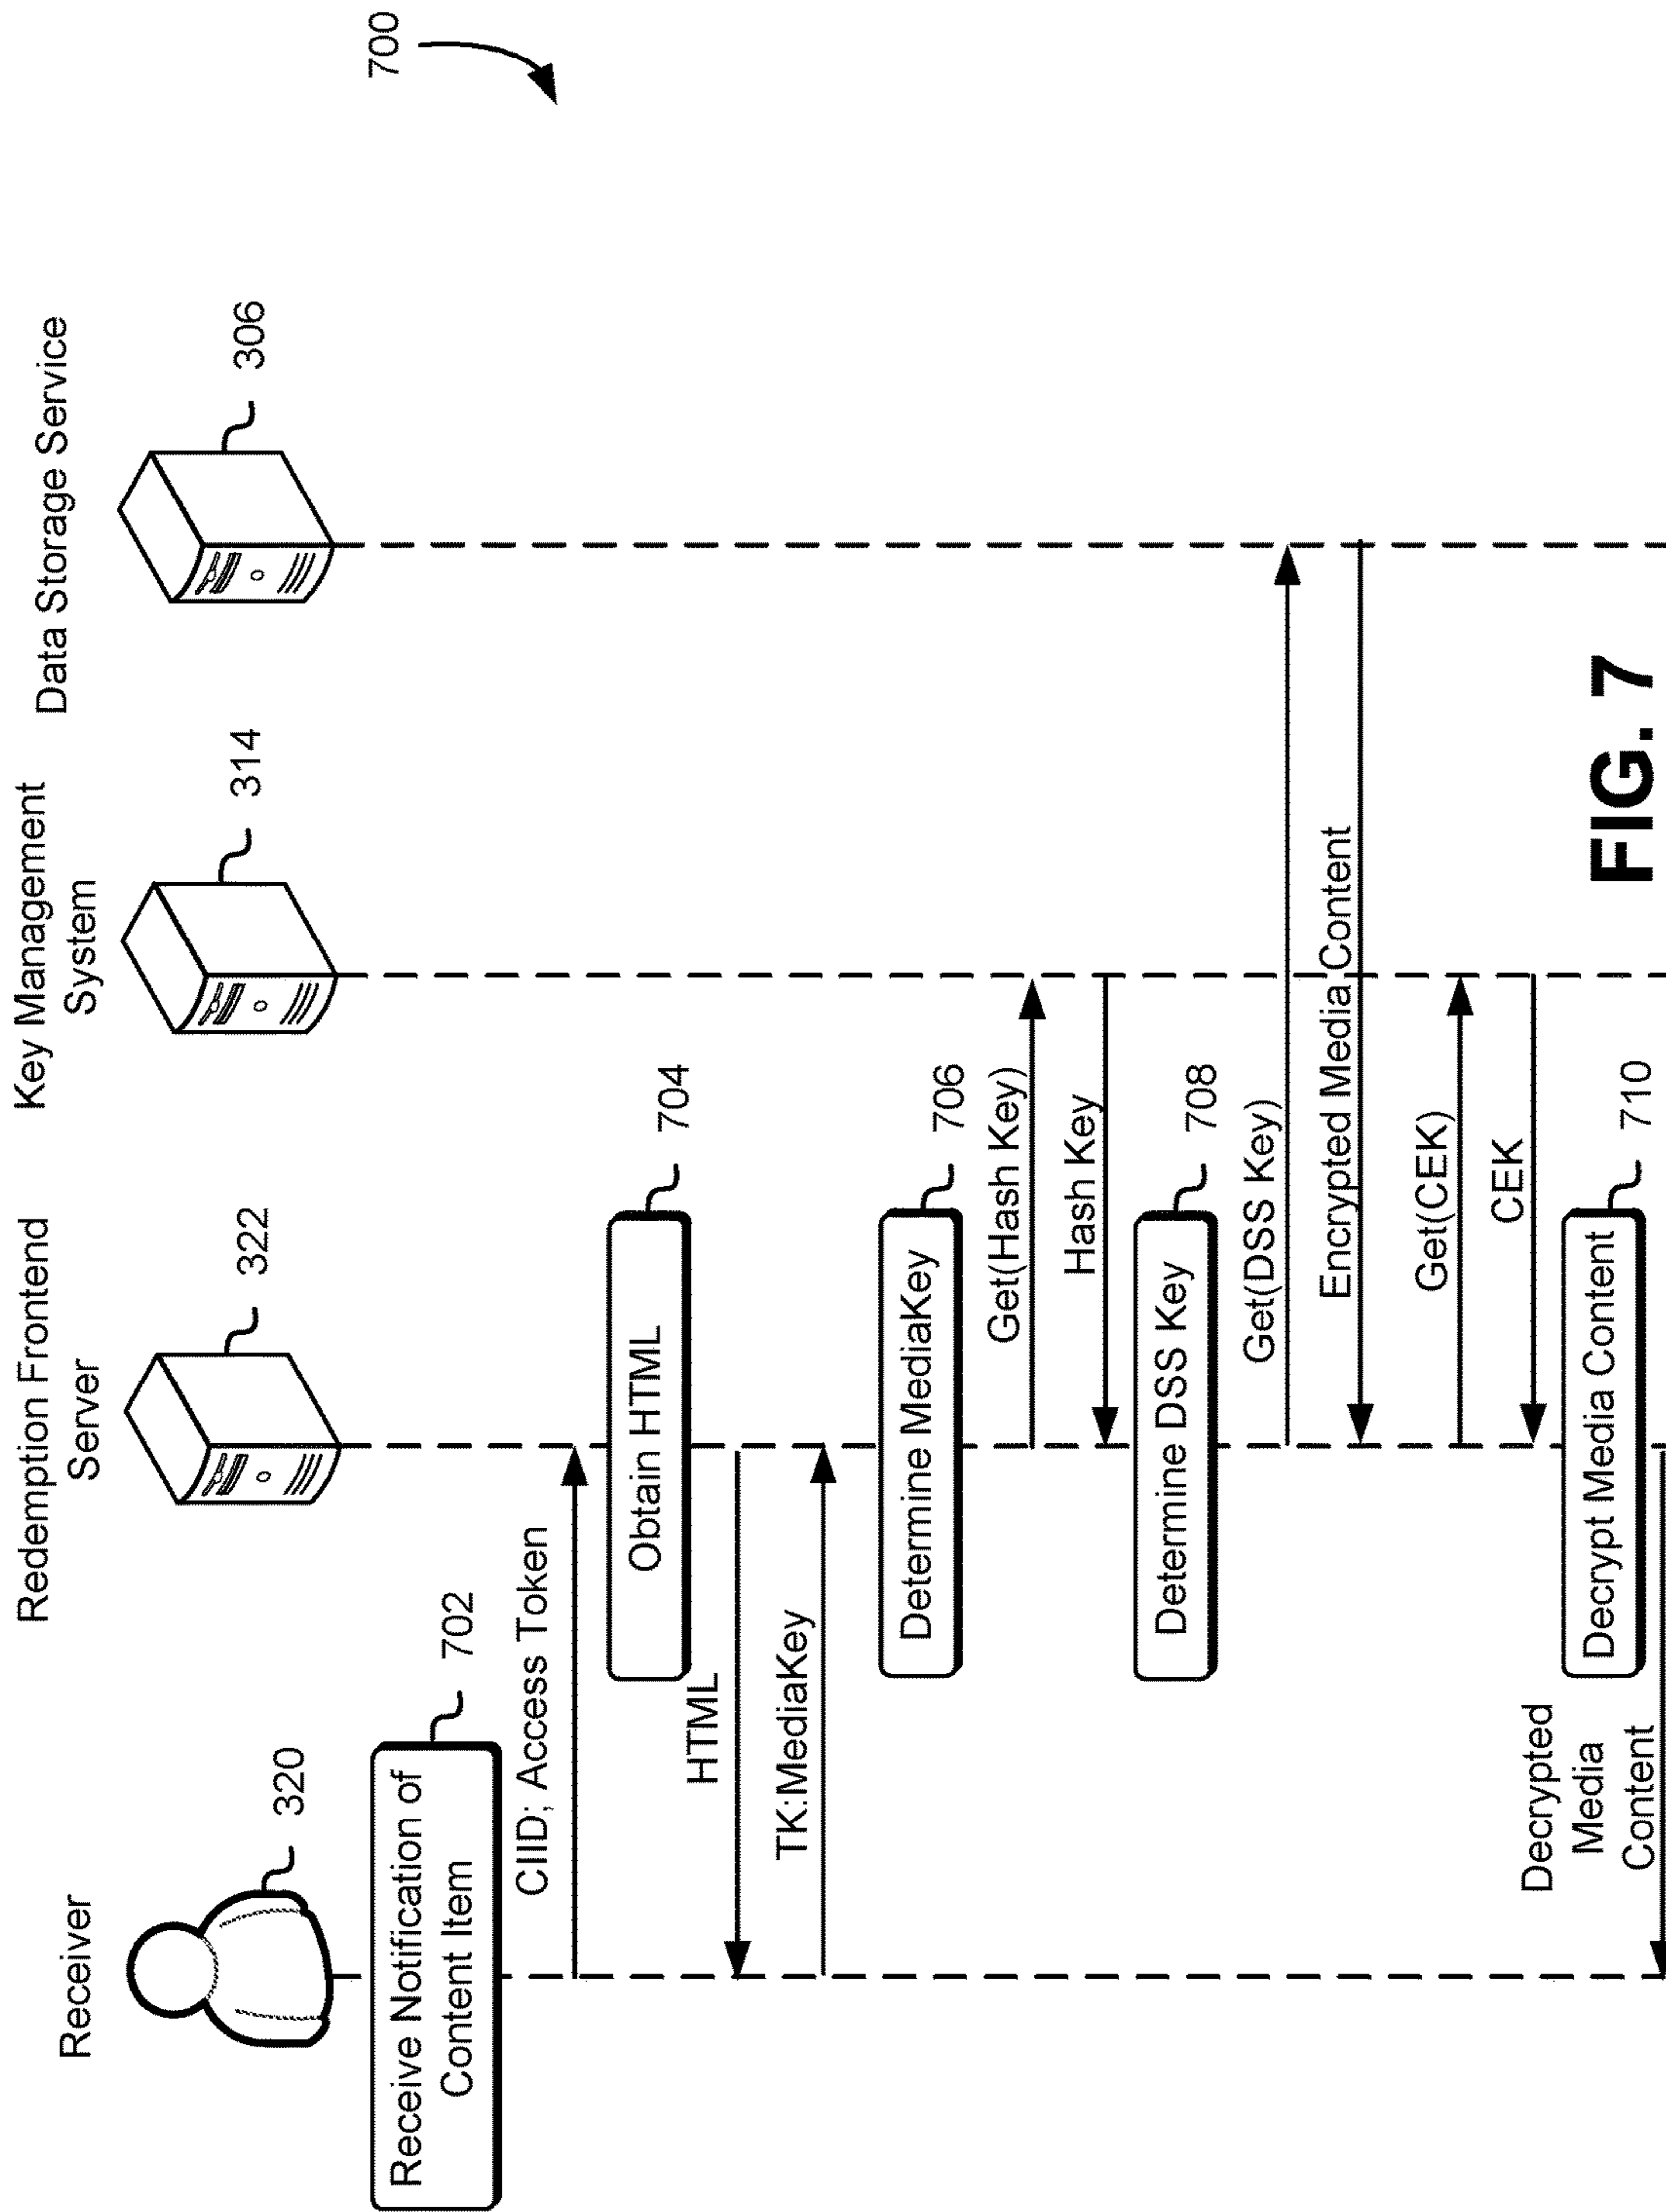 Receiver
320
Redemption Frontend
Server
322
Key Management
System
314
Data Storage Service
306
700
Receive Notification of
Content Item
702
CIID; Access Token
Obtain HTML
704
HTML
TK:MediaKey
Determine MediaKey
706
Get(Hash Key)
Hash Key
Determine DSS Key
708
Get(DSS Key)
Encrypted Media Content
Get(CEK)
CEK
Decrypt Media Content
710
Decrypted
Media
Content
FIG. 7